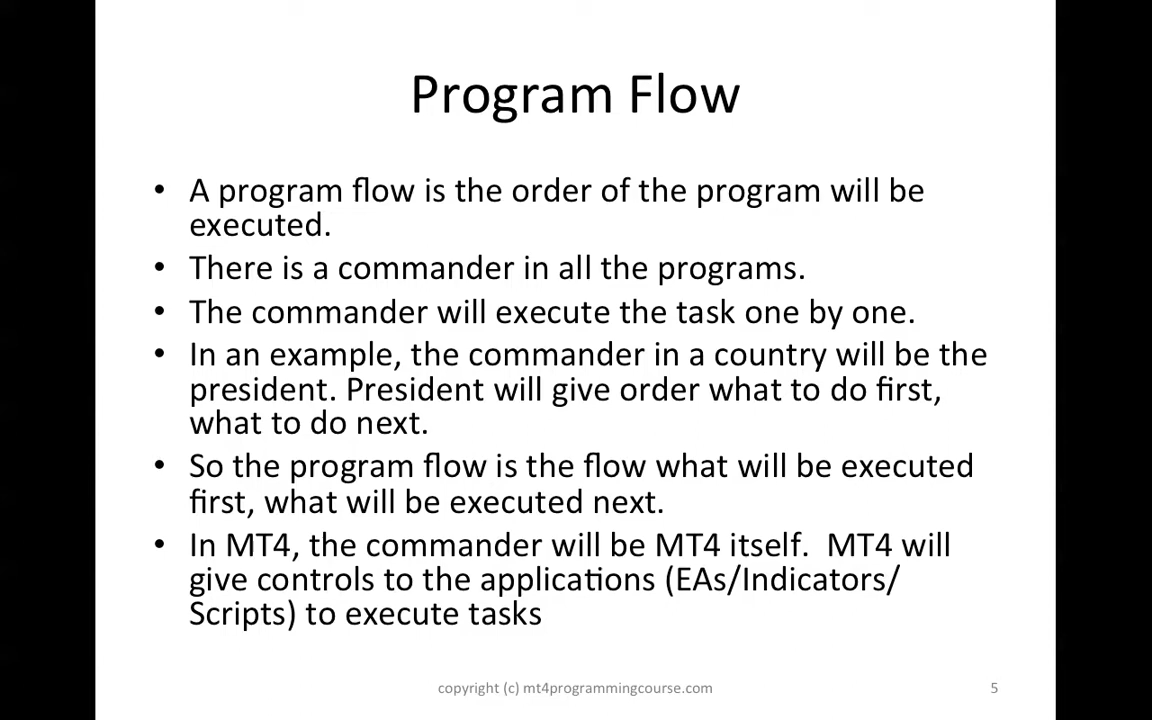 Program Flow
• A program flow is the order of the program will be
executed.
• There is a commander in all the programs.
• The commander will execute the task one by one.
• In an example, the commander in a country will be the
president. President will give order what to do first,
what to do next.
• So the program flow is the flow what will be executed
first, what will be executed next.
• In MT4, the commander will be MT4 itself.  MT4 will
give controls to the applications (EAs/Indicators/
Scripts) to execute tasks
copyright (c) mt4programmingcourse.com
5